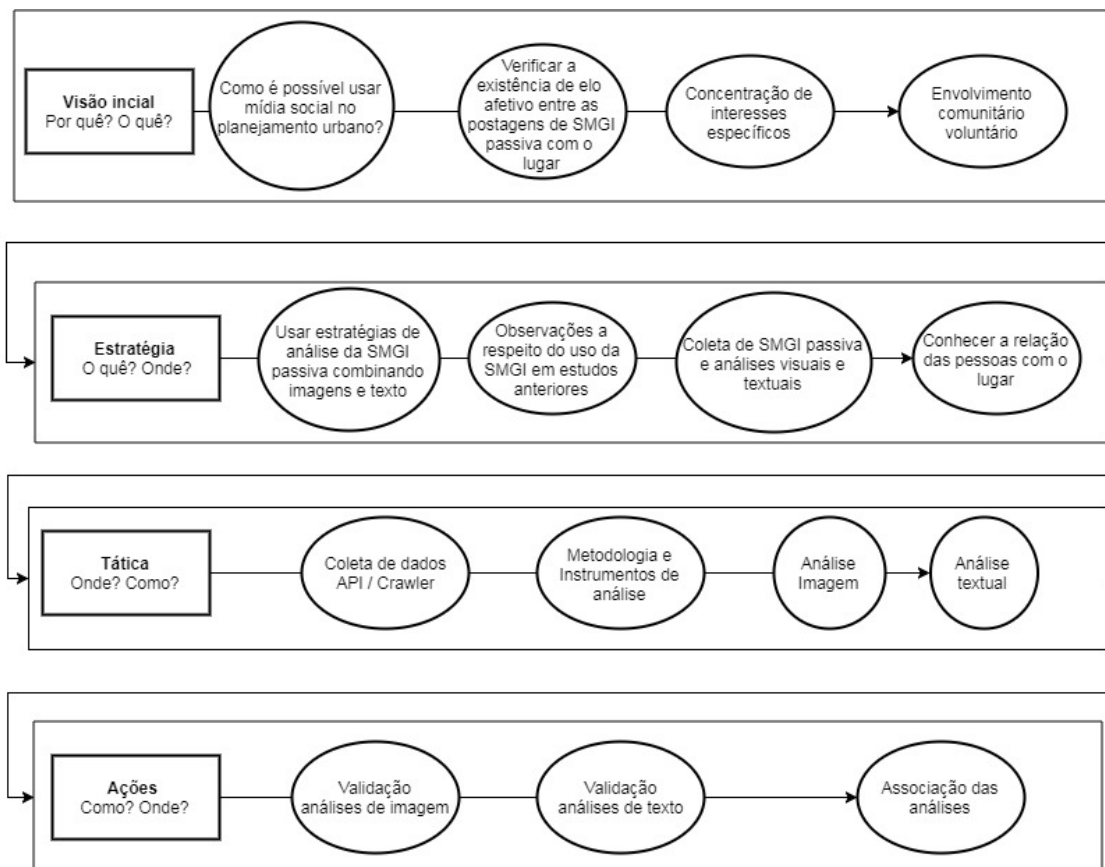 Visão incial
Por quê? O quê?
Como é possível usar
mídia social no
planejamento urbano?
Verificar a
existência de elo
afetivo entre as
postagens de SMGI
passiva com o
lugar
Concentração de
interesses
específicos
Envolvimento
comunitário
voluntário
Estratégia
O quê? Onde?
Usar estratégias de
análise da SMGI
passiva combinando
imagens e texto
Observações a
respeito do uso da
SMGI em estudos
anteriores
Coleta de SMGI passiva
e análises visuais e
textuais
Conhecer a relação
das pessoas com o
lugar
Tática
Onde? Como?
Coleta de dados
API / Crawler
Metodologia e
Instrumentos de
análise
Análise
Imagem
Análise
textual
Ações
Como? Onde?
Validação
análises de imagem
Validação
análises de texto
Associação das
análises